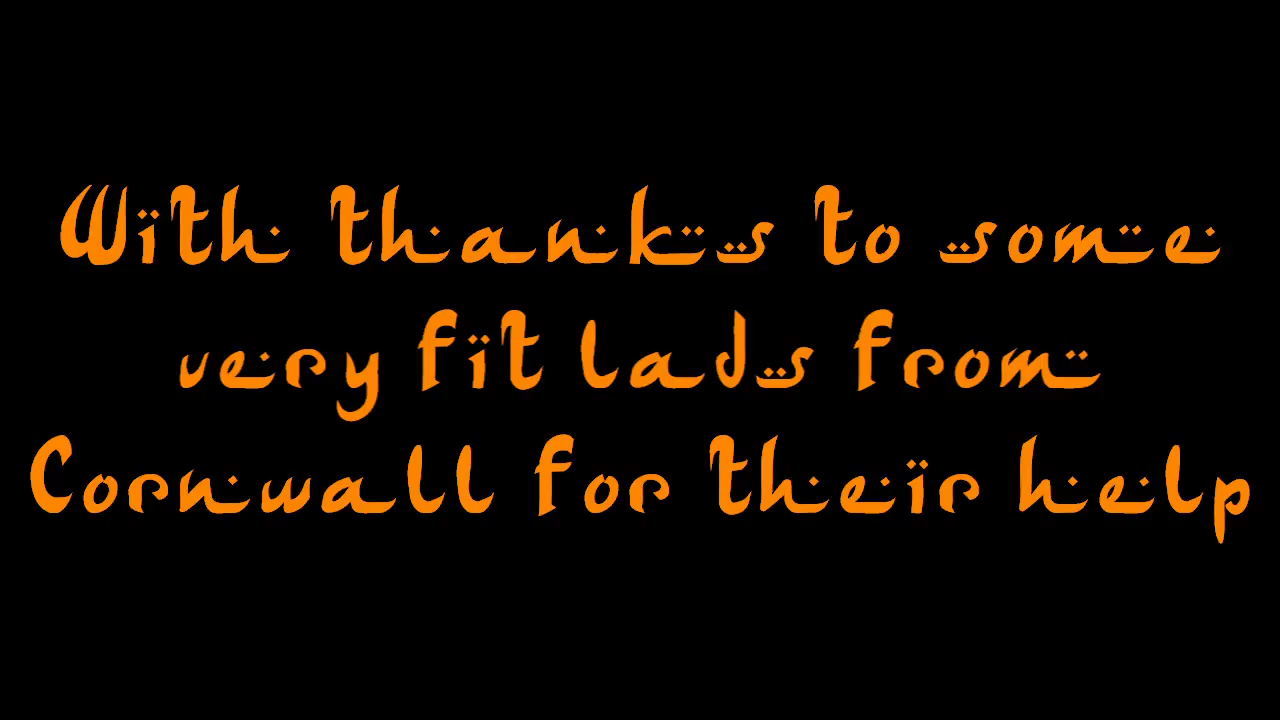 With thanks to some
very fit lads from
Cornwall for their help